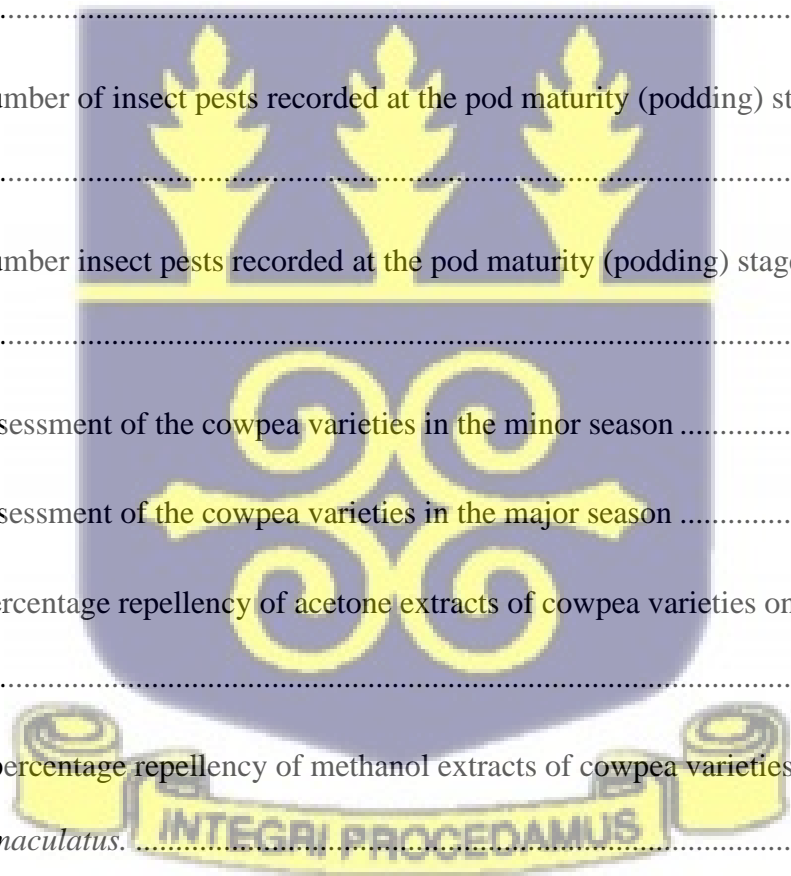 ..............................................................................................
umber of insect pests recorded at the pod maturity (podding) st
..............................................................................................
umber insect pests recorded at the pod maturity (podding) stage
..............................................................................................
sessment of the cowpea varieties in the minor season ..................
sessment of the cowpea varieties in the major season ..................
ercentage repellency of acetone extracts of cowpea varieties on
..............................................................................................
percentage repellency of methanol extracts of cowpea varieties
maculatus. ..............................................................................
INTEGRI PROCEDAMUS